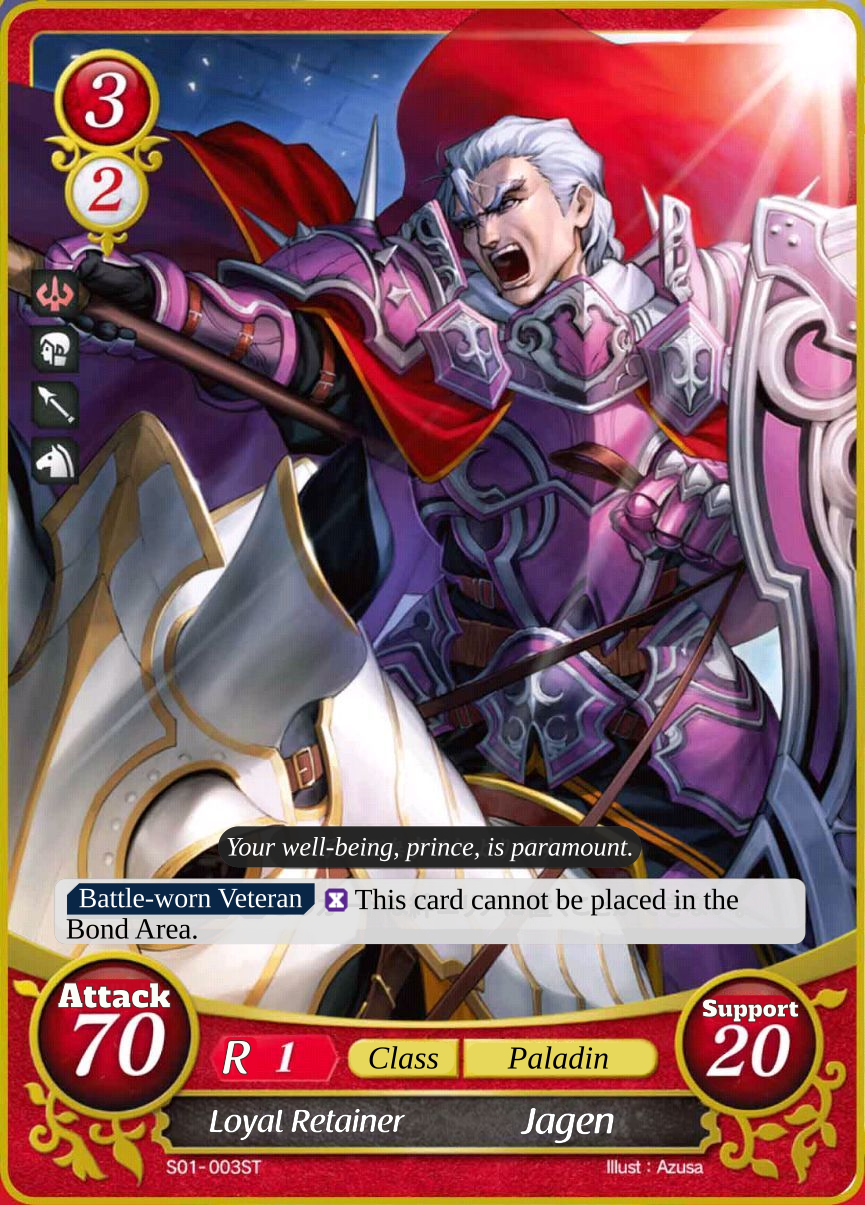 3
2
Your well-being, prince, is paramount.
Battle-worn Veteran X This card cannot be placed in the
Bond Area.
Attack
70
Support
20
R 1
Class Paladin
Loyal Retainer Jagen
S01-003ST
Illust : Azusa